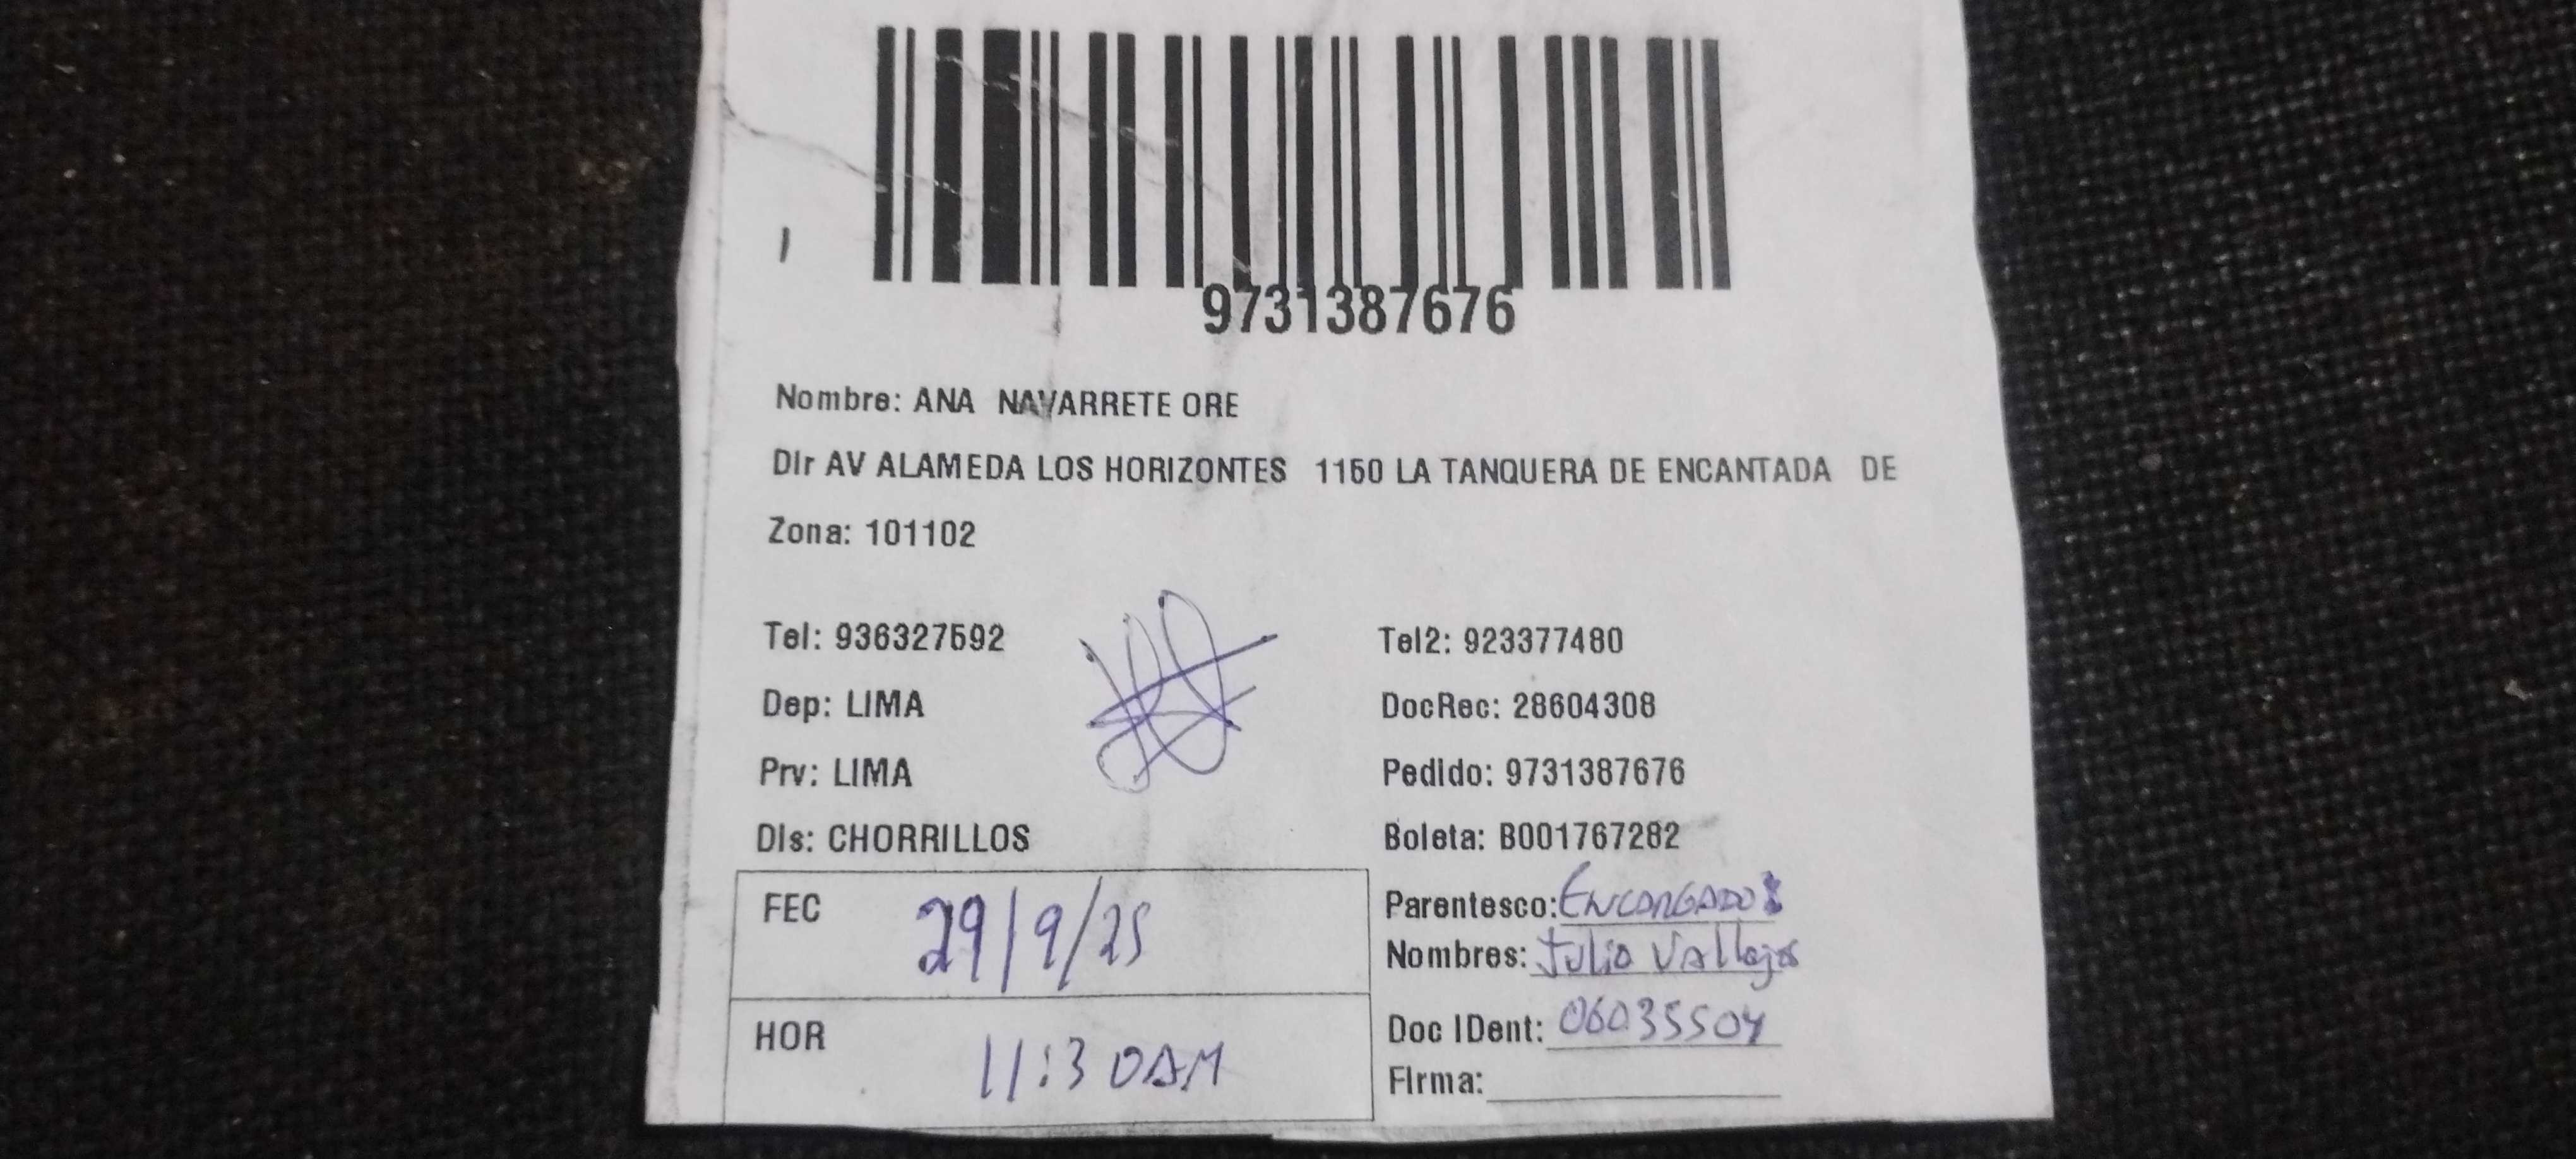 9731387676
Nombre: ANA NAVARRETE ORE
Dir AV ALAMEDA LOS HORIZONTES 1160 LA TANQUERA DE ENCANTADA DE
Zona: 101102
Tel: 936327592 Tel2: 923377480
Dep: LIMA DocRec: 28604308
Prv: LIMA Pedido: 9731387676
Dis: CHORRILLOS Boleta: B001767282
FEC 29/9/25 Parentesco: ENCARGADO
Nombres: Julio Vallejos
HOR 11:30AM Doc IDent: 06035504
Firma: